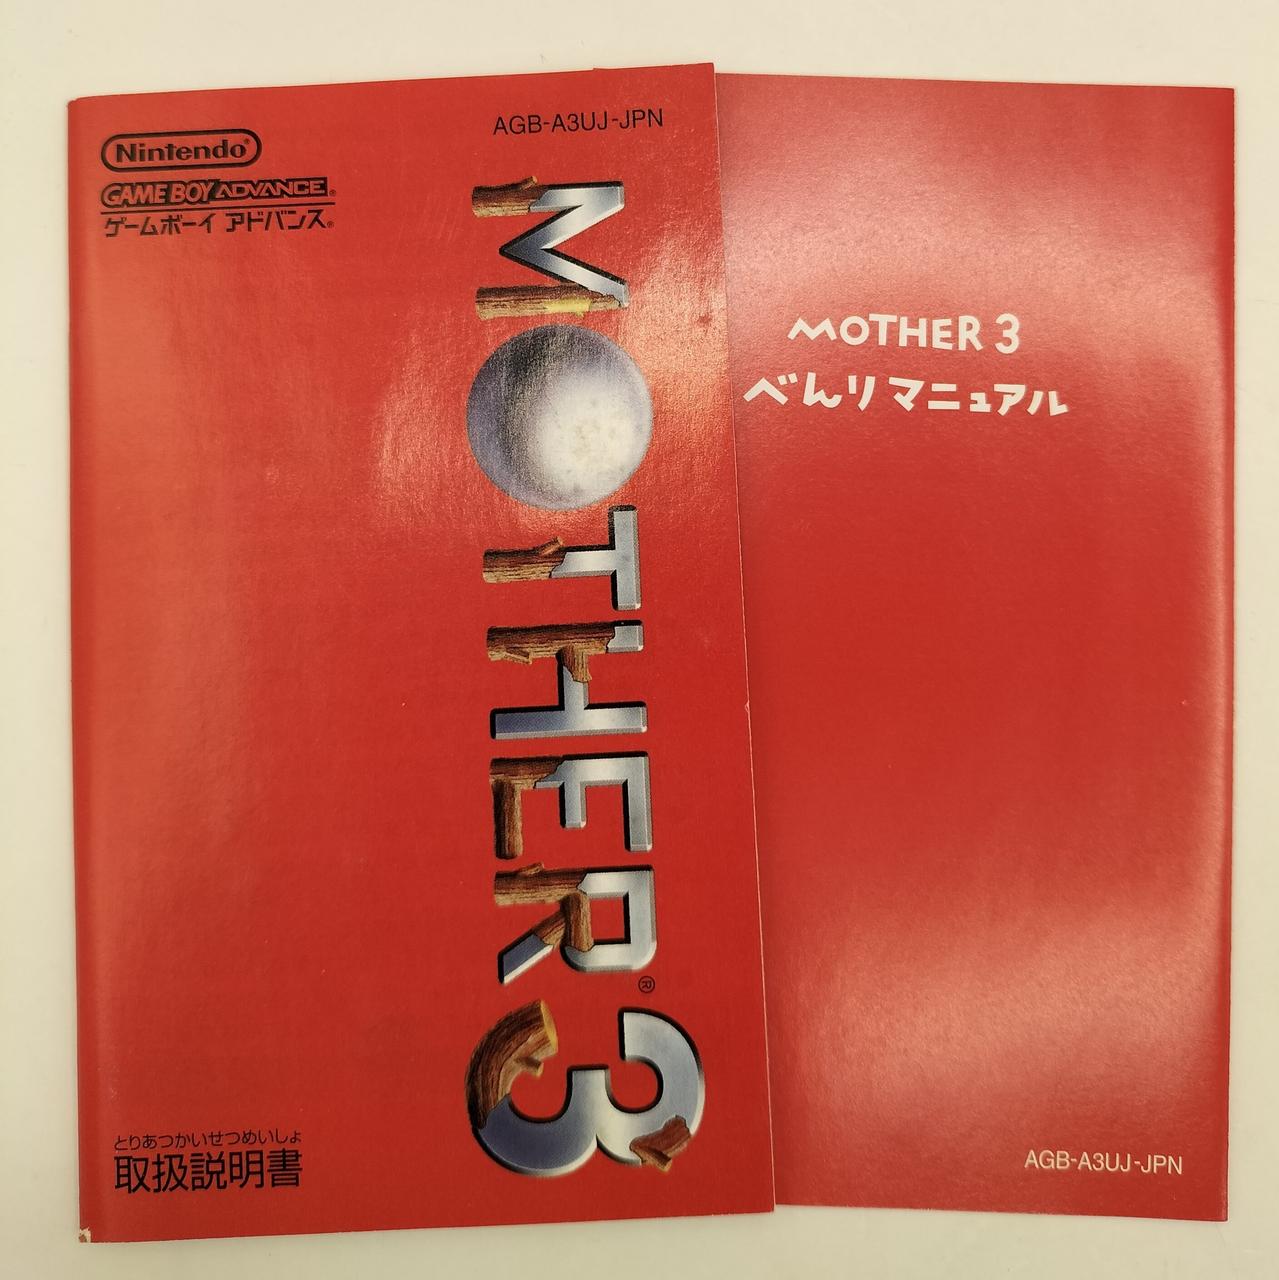 Nintendo®
GAME BOY ADVANCE®
ゲームボーイ アドバンス®
AGB-A3UJ-JPN
MOTHER3®
とりあつかいせつめいしょ
取扱説明書
MOTHER 3
べんりマニュアル
AGB-A3UJ-JPN